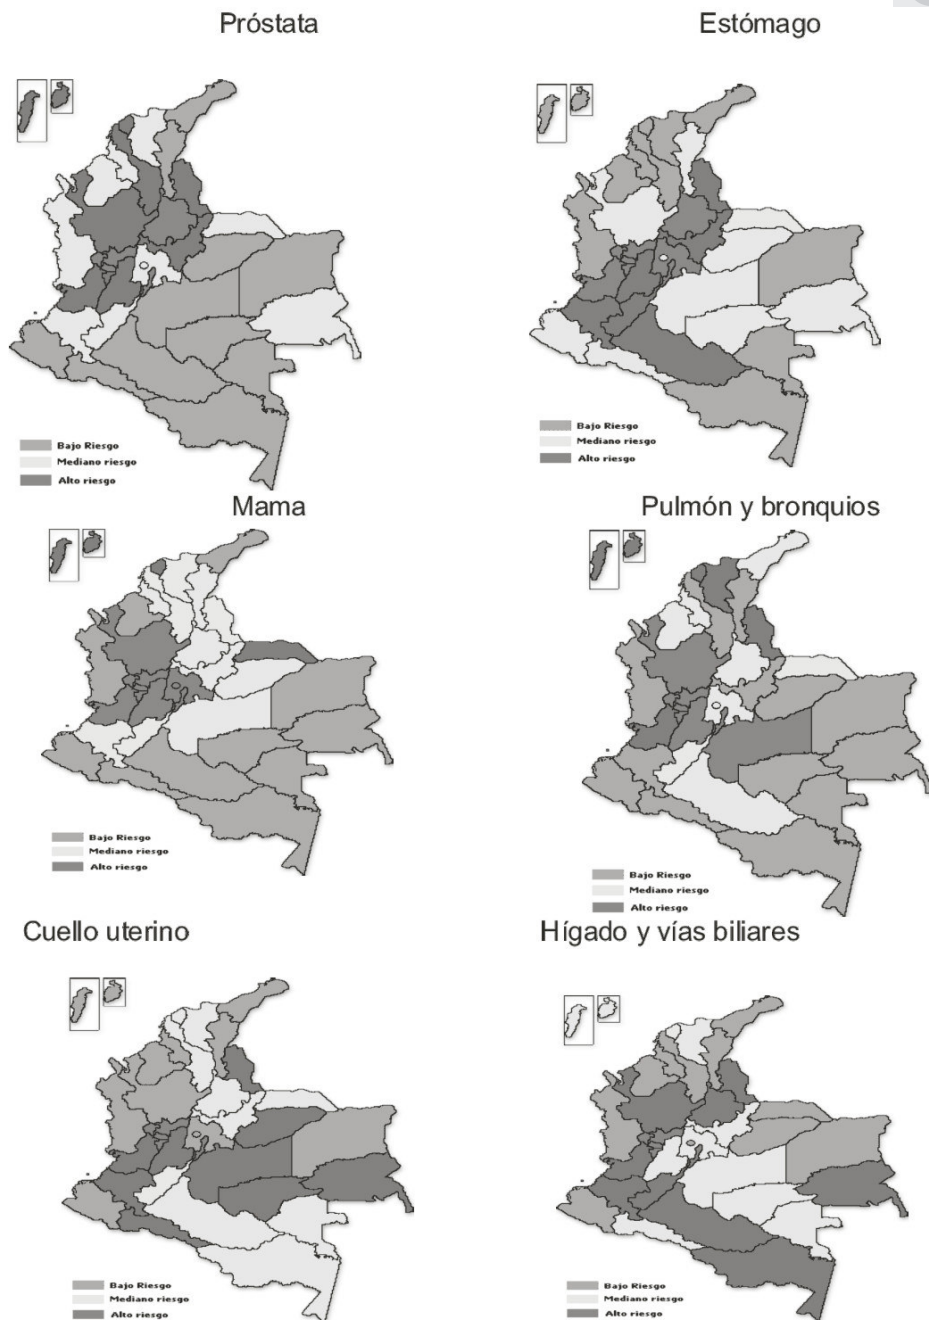 Próstata
Estómago
Bajo Riesgo
Mediano riesgo
Alto riesgo
Bajo Riesgo
Mediano riesgo
Alto riesgo
Mama
Pulmón y bronquios
Bajo Riesgo
Mediano riesgo
Alto riesgo
Bajo Riesgo
Mediano riesgo
Alto riesgo
Cuello uterino
Hígado y vías biliares
Bajo Riesgo
Mediano riesgo
Alto riesgo
Bajo Riesgo
Mediano riesgo
Alto riesgo